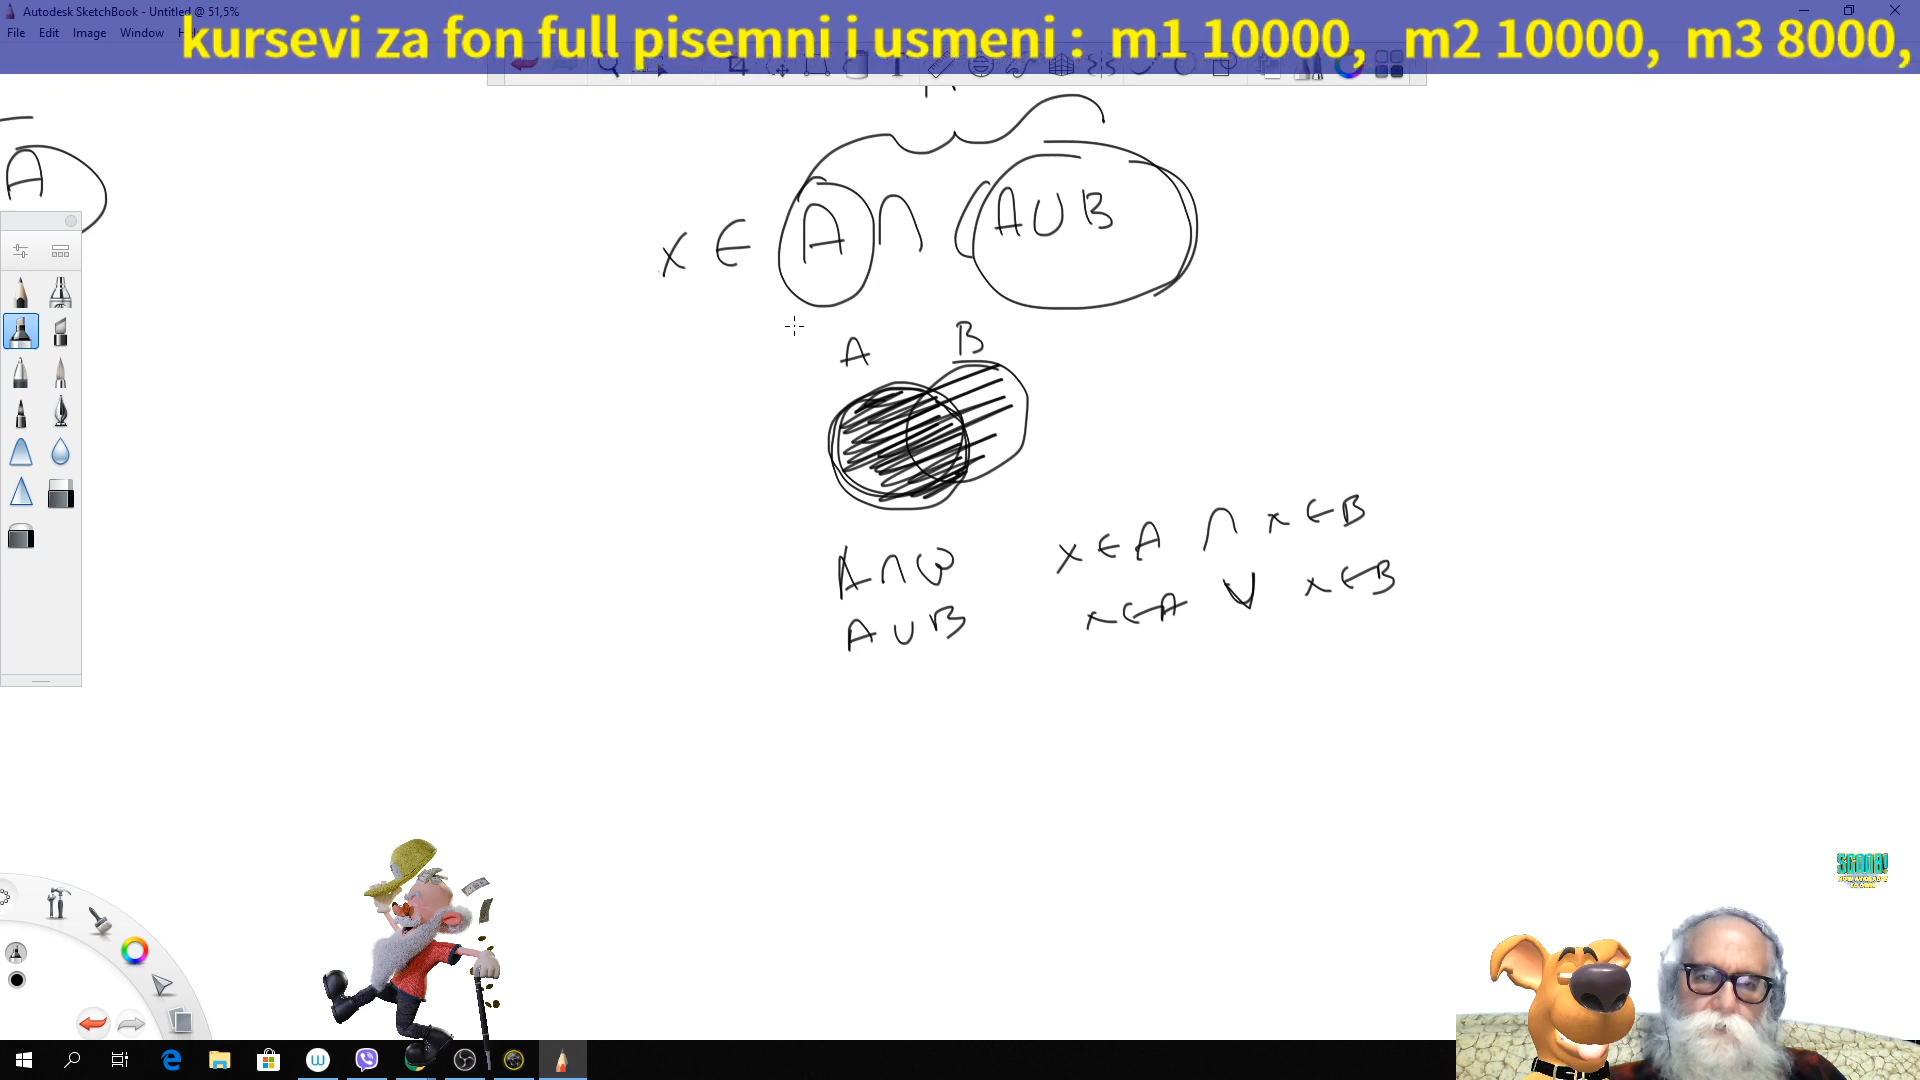 Autodesk SketchBook - Untitled @ 51,5%
File Edit Image Window
kursevi za fon full pisemni i usmeni : m1 10000, m2 10000, m3 8000,
A
x ∈ A ∩ (A∪B
A B
x ∈ A ∩ x ∈ B
A ∪ B x ∈ A ∨ x ∈ B
SCOOB!